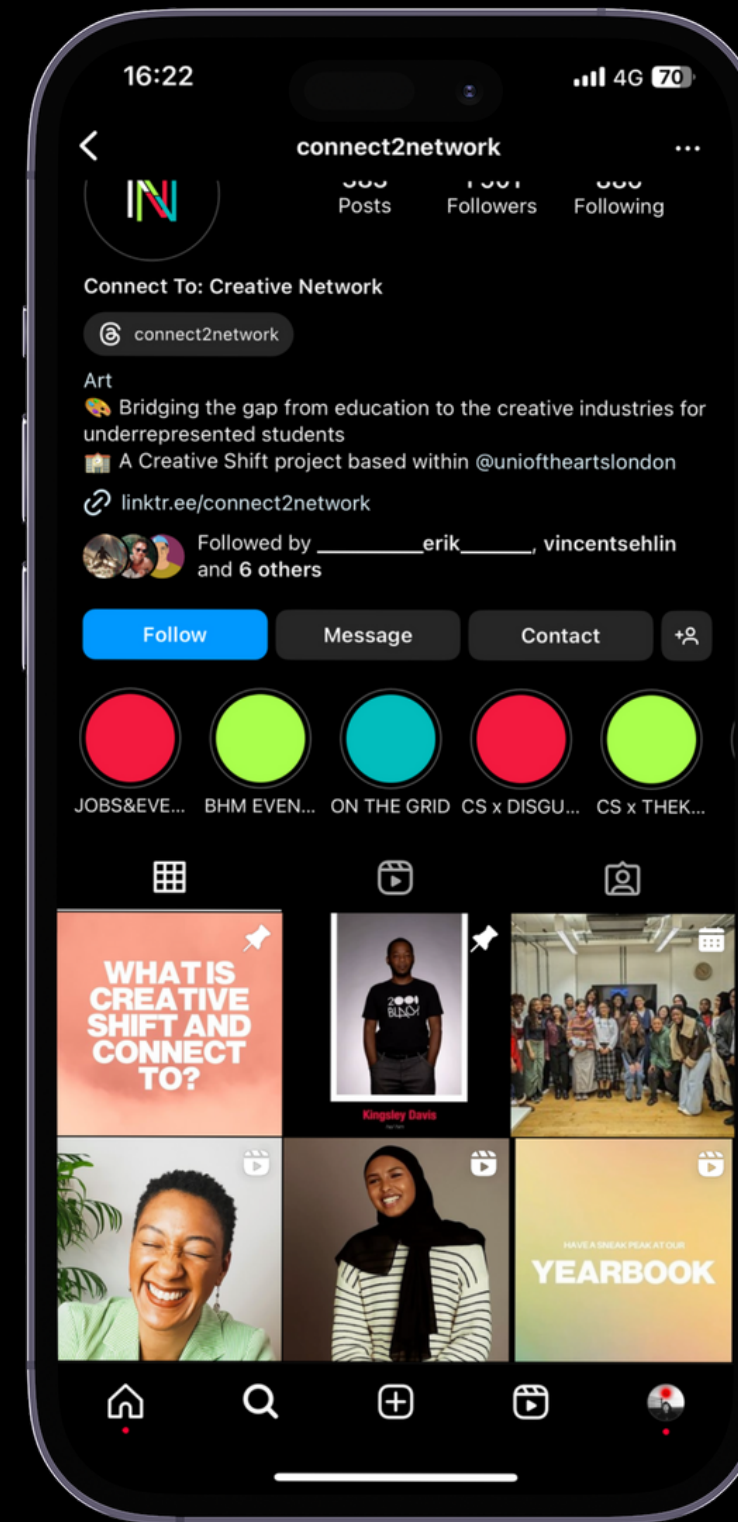 16:22
4G 70
connect2network
Posts Followers Following
Connect To: Creative Network
connect2network
Art
🎨 Bridging the gap from education to the creative industries for
underrepresented students
🏫 A Creative Shift project based within @unioftheartslondon
linktr.ee/connect2network
Followed by ________erik______, vincentsehlin
and 6 others
Follow Message Contact
JOBS&EVE... BHM EVEN... ON THE GRID CS x DISGU... CS x THEK...
WHAT IS
CREATIVE
SHIFT AND
CONNECT
TO?
Kingsley Davis
HAVE A SNEAK PEAK AT OUR
YEARBOOK